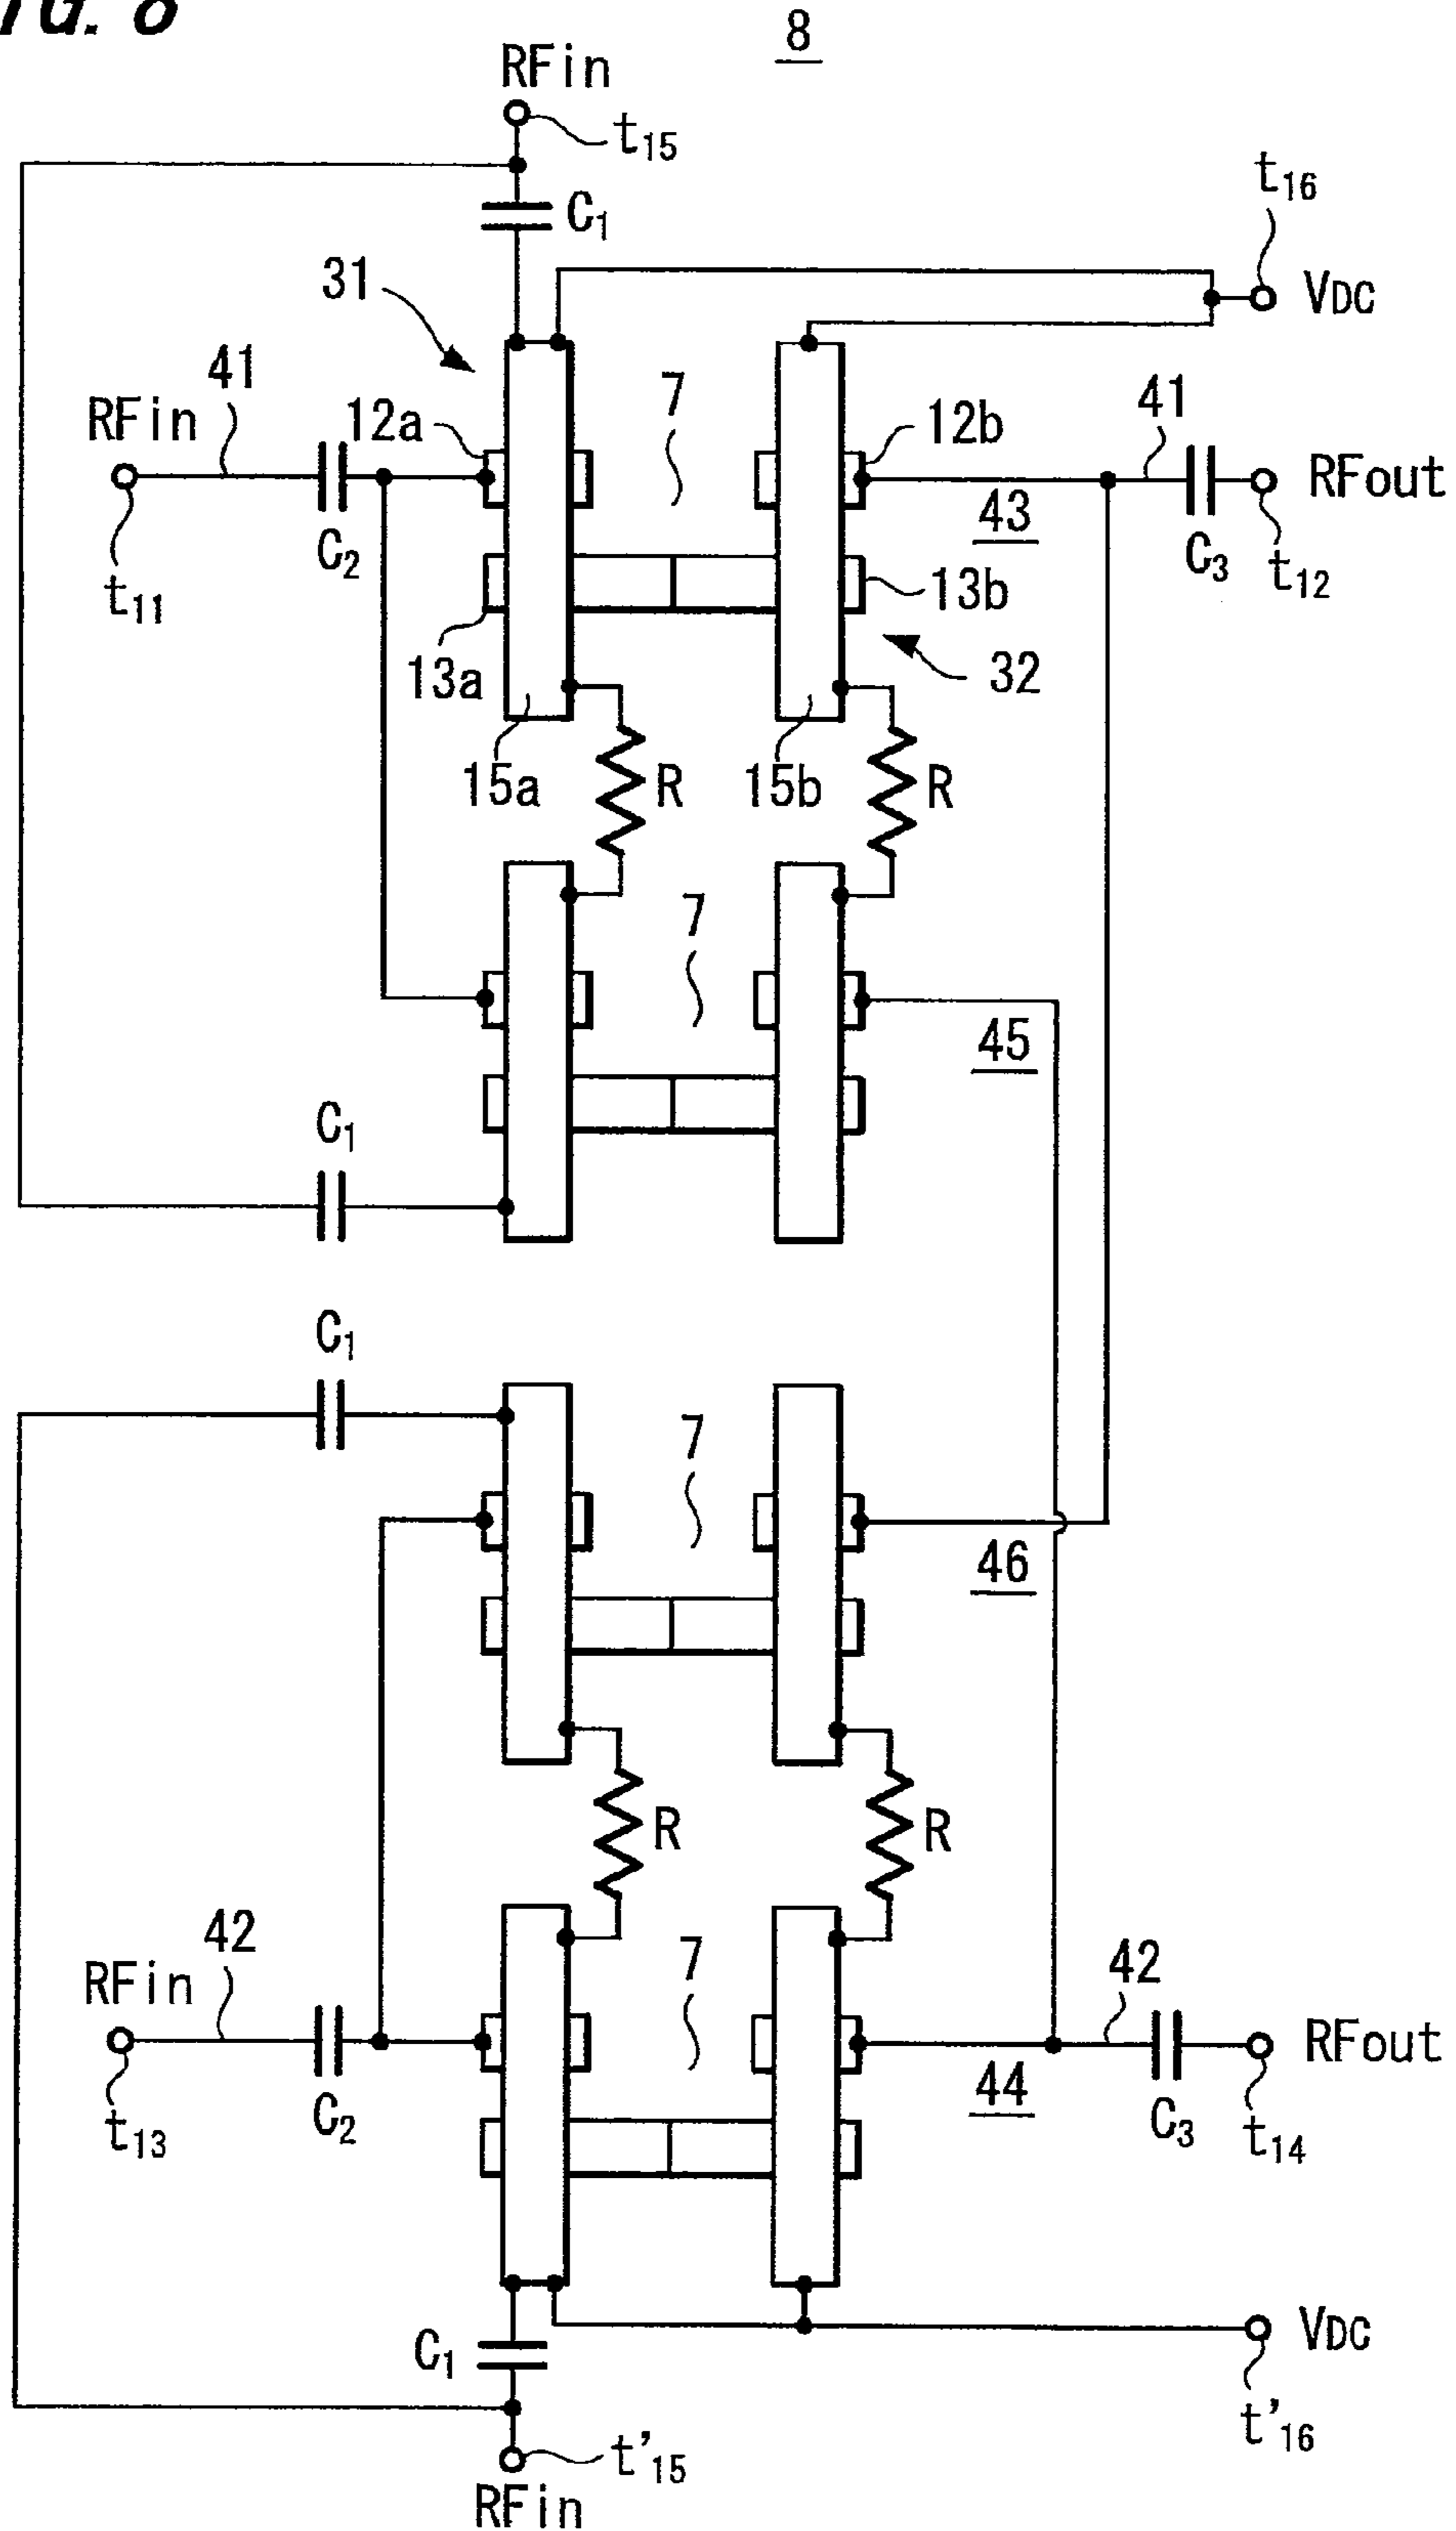 FIG. 8
8
RFin
t15
t16
C1
VDC
31
41
7
41
RFin
12a
12b
RFout
43
C2
C3
t11
t12
13b
13a
32
15a
R
15b
R
7
45
C1
C1
7
46
R
R
42
7
42
RFin
RFout
44
C2
C3
t13
t14
C1
VDC
t'15
t'16
RFin